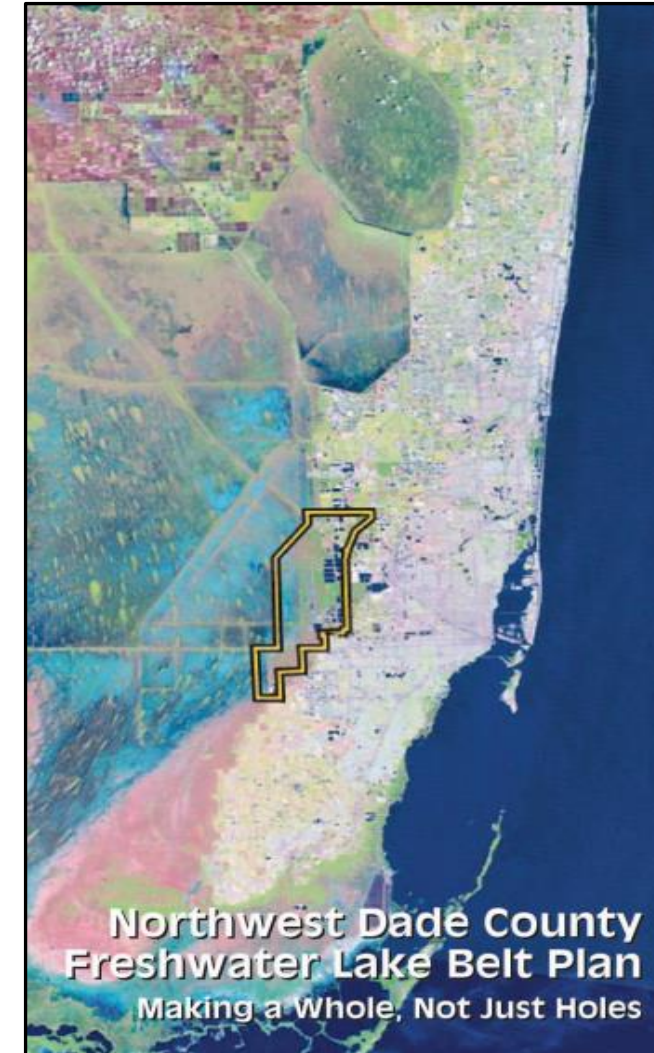 Northwest Dade County
Freshwater Lake Belt Plan
Making a Whole, Not Just Holes